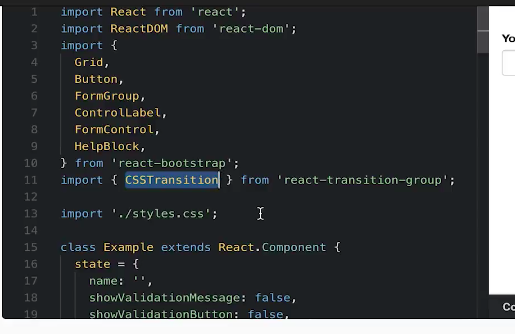 1 import React from 'react';
2 import ReactDOM from 'react-dom';
3 import {
4 Grid,
5 Button,
6 FormGroup,
7 ControlLabel,
8 FormControl,
9 HelpBlock,
10 } from 'react-bootstrap';
11 import { CSSTransition } from 'react-transition-group';
12
13 import './styles.css';
14
15 class Example extends React.Component {
16 state = {
17 name: '',
18 showValidationMessage: false,
19 showValidationButton: false,
Yo
Co